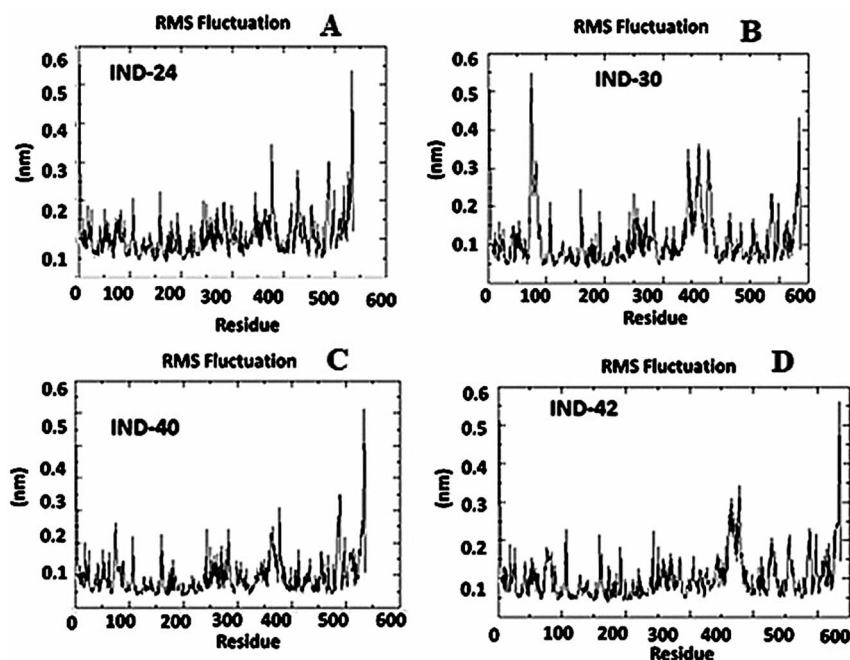 RMS Fluctuation A
IND-24
0.6
0.5
0.4
0.3
0.2
0.1
(nm)
0 100 200 300 400 500 600
Residue
RMS Fluctuation B
IND-30
0.6
0.5
0.4
0.3
0.2
0.1
(nm)
0 100 200 300 400 500 600
Residue
RMS Fluctuation C
IND-40
0.6
0.5
0.4
0.3
0.2
0.1
(nm)
0 100 200 300 400 500 600
Residue
RMS Fluctuation D
IND-42
0.6
0.5
0.4
0.3
0.2
0.1
(nm)
0 100 200 300 400 500 600
Residue